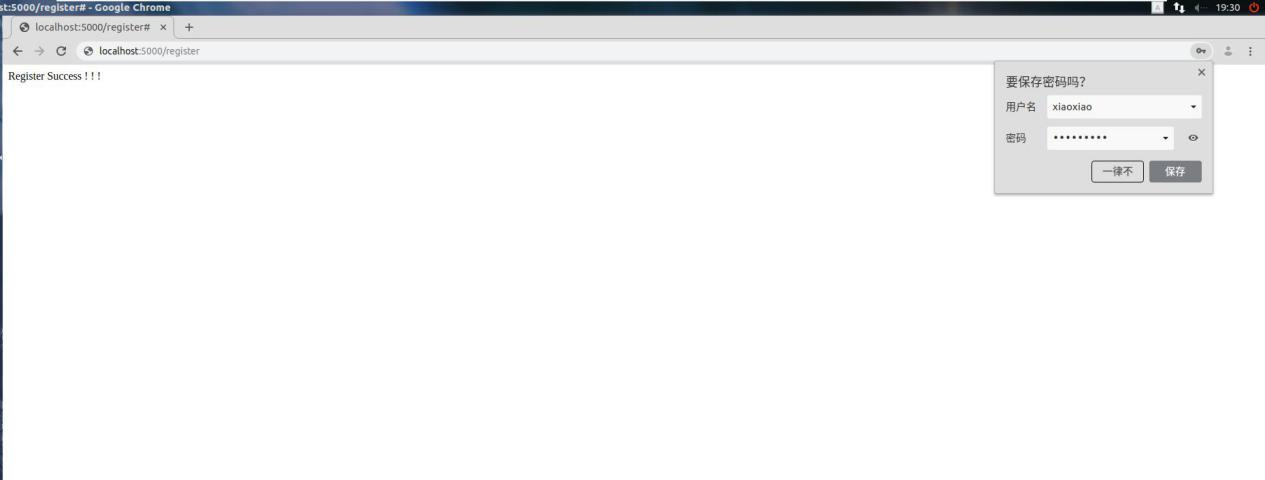 st:5000/register# - Google Chrome
19:30
localhost:5000/register#
localhost:5000/register
Register Success ! ! !
要保存密码吗?
用户名 xiaoxiao
密码 •••••••••
一律不 保存